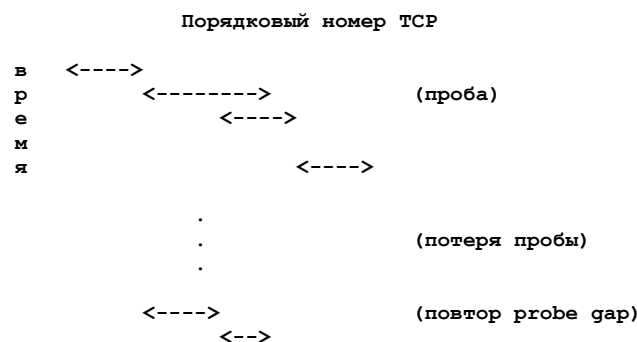 Порядковый номер TCP
в <---->
р <--------> (проба)
е <---->
м
я <---->
.
. (потеря пробы)
.
<----> (повтор probe gap)
<-->